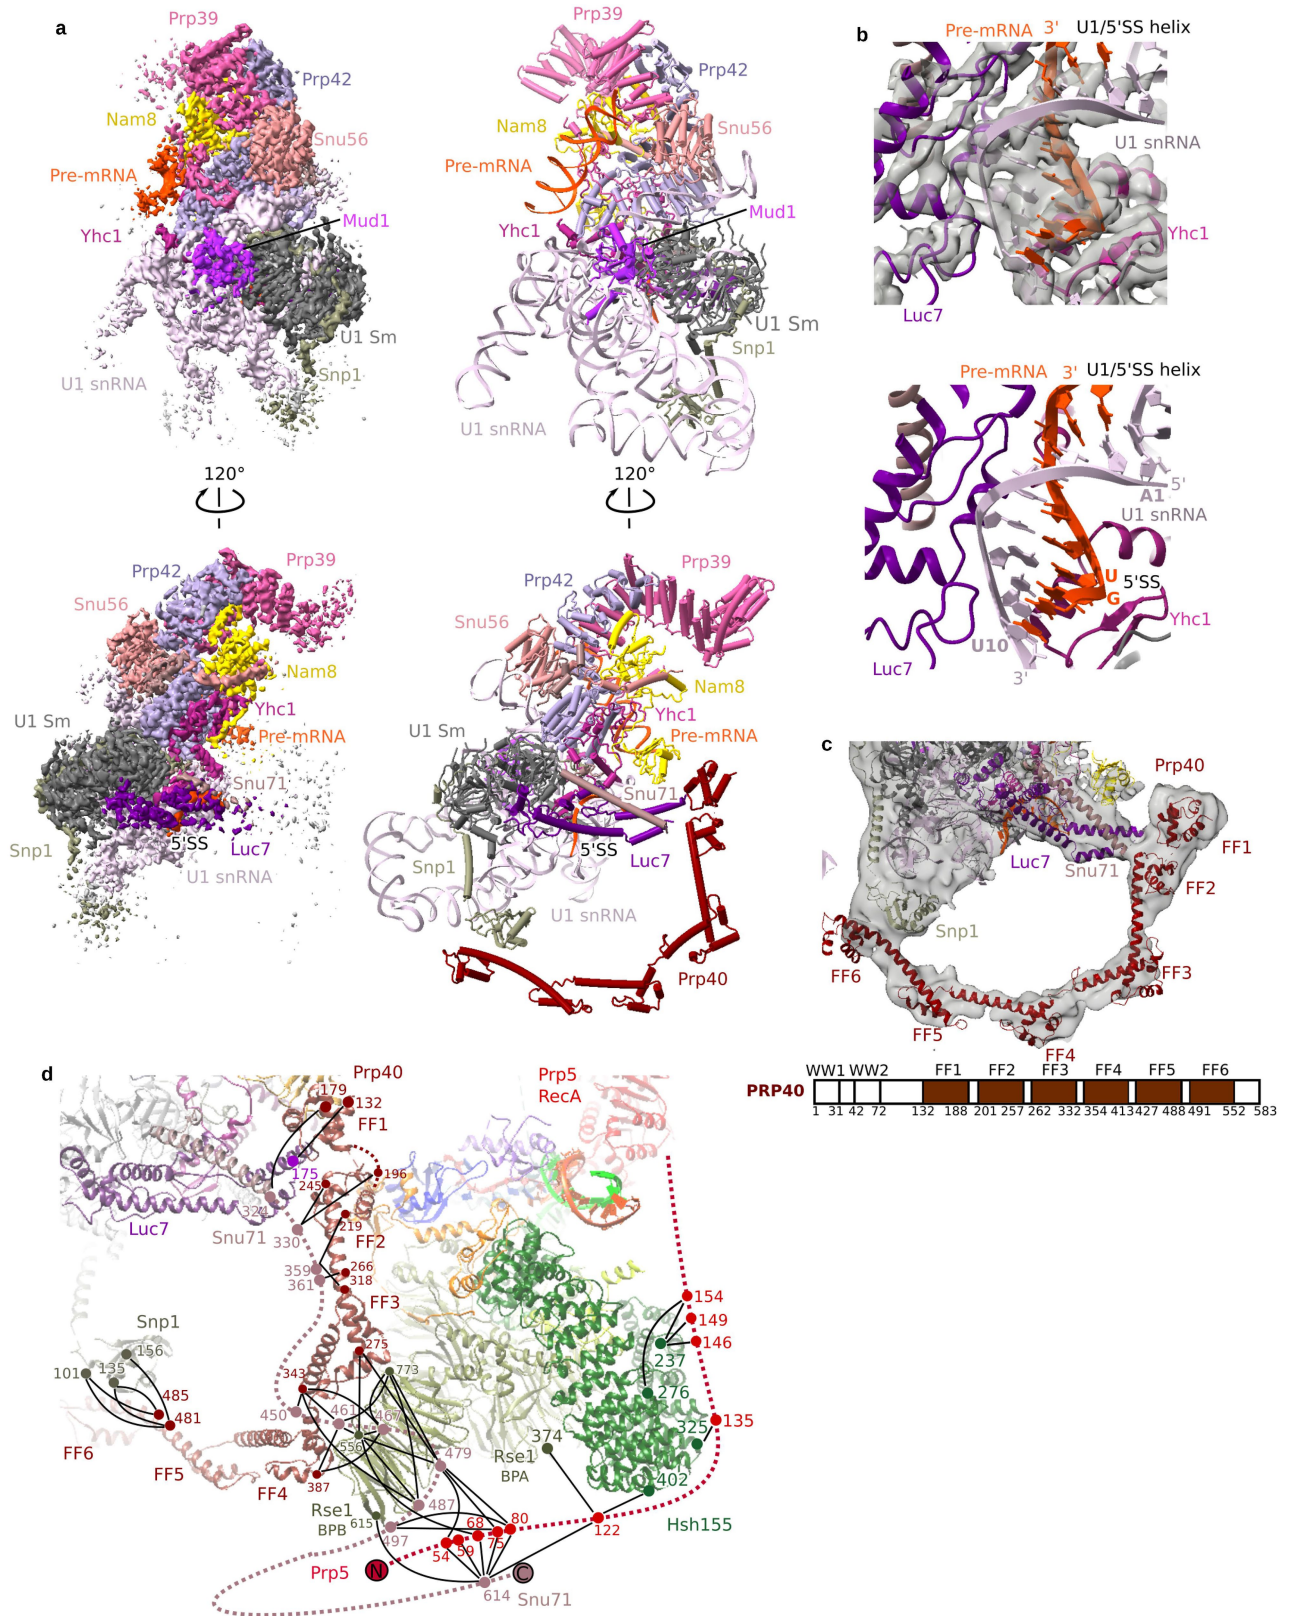 a
Prp39
Prp42
Nam8
Snu56
Pre-mRNA
Mud1
Yhc1
U1 Sm
Snp1
U1 snRNA
Prp39
Prp42
Nam8
Snu56
Pre-mRNA
Mud1
Yhc1
U1 Sm
Snp1
U1 snRNA
120°
120°
Prp42
Prp39
Snu56
Nam8
Yhc1
U1 Sm
Pre-mRNA
Snu71
5'SS
Luc7
Snp1
U1 snRNA
Prp39
Prp42
Snu56
Nam8
Yhc1
U1 Sm
Pre-mRNA
Snu71
5'SS
Luc7
Snp1
U1 snRNA
Prp40
b
Pre-mRNA 3' U1/5'SS helix
U1 snRNA
Yhc1
Luc7
Pre-mRNA 3' U1/5'SS helix
5'
A1
U1 snRNA
U
5'SS
G
Yhc1
U10
Luc7
3'
c
Prp40
FF1
Luc7
Snu71
FF2
Snp1
FF6
FF3
FF5
FF4
WW1 WW2 FF1 FF2 FF3 FF4 FF5 FF6
PRP40
1 31 42 72 132 188 201 257 262 332 354 413 427 488 491 552 583
d
Prp40
179
132
FF1
Prp5
RecA
175
196
245
324
Luc7
Snu71
219
330
FF2
359
266
361
318
FF3
154
149
146
Snp1
156
135
101
275
773
237
276
343
485
481
450
461
467
135
325
556
479
374
Rse1
BPA
FF6
FF5
FF4
387
402
Rse1
BPB
487
615
Hsh155
497
68
80
75
122
54
59
Prp5
N
C
614
Snu71